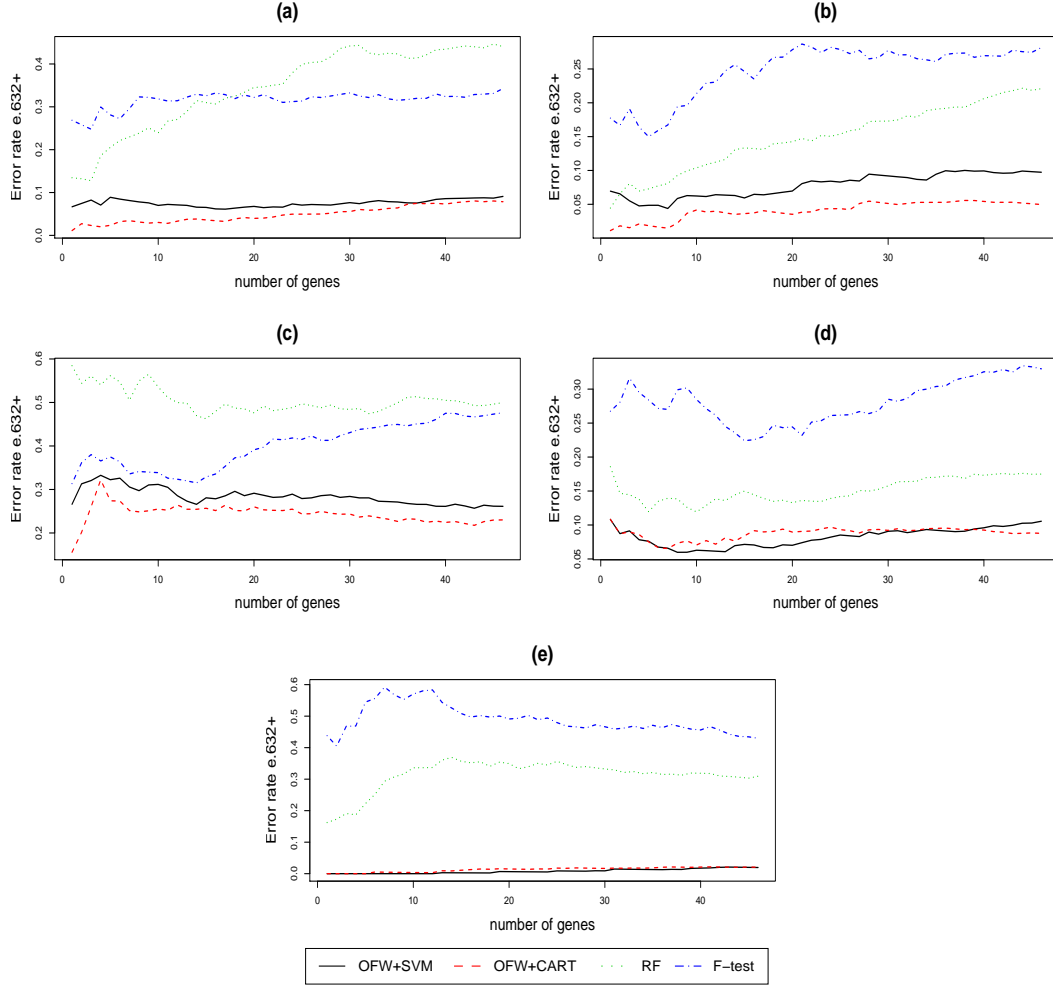 (a)
Error rate e.632+
0.0 0.1 0.2 0.3 0.4
0 10 20 30 40
number of genes
(b)
Error rate e.632+
0.05 0.10 0.15 0.20 0.25
0 10 20 30 40
number of genes
(c)
Error rate e.632+
0.2 0.3 0.4 0.5 0.6
0 10 20 30 40
number of genes
(d)
Error rate e.632+
0.05 0.10 0.15 0.20 0.25 0.30
0 10 20 30 40
number of genes
(e)
Error rate e.632+
0.0 0.1 0.2 0.3 0.4 0.5 0.6
0 10 20 30 40
number of genes
OFW+SVM OFW+CART RF F-test